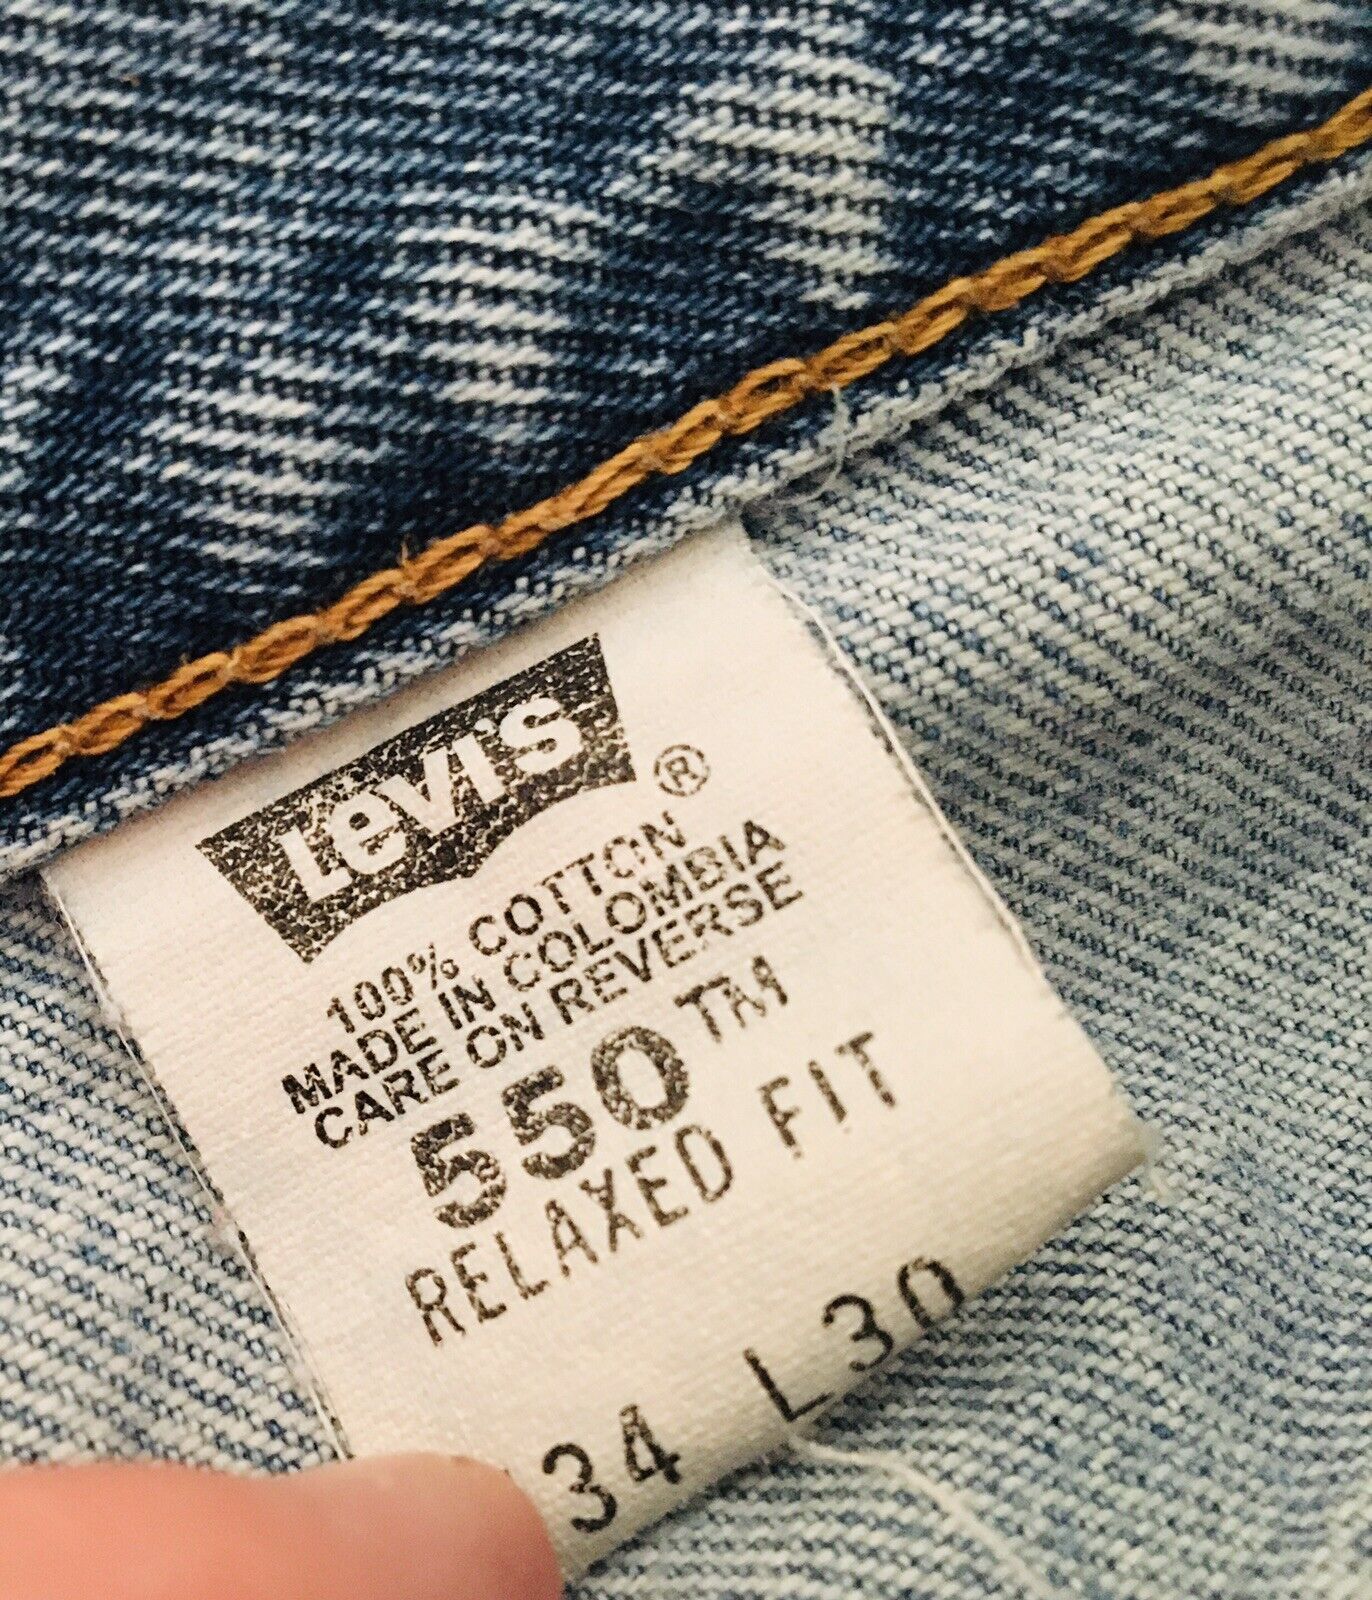 Levi's ®
100% COTTON
MADE IN COLOMBIA
CARE ON REVERSE
550™
RELAXED FIT
34 L30